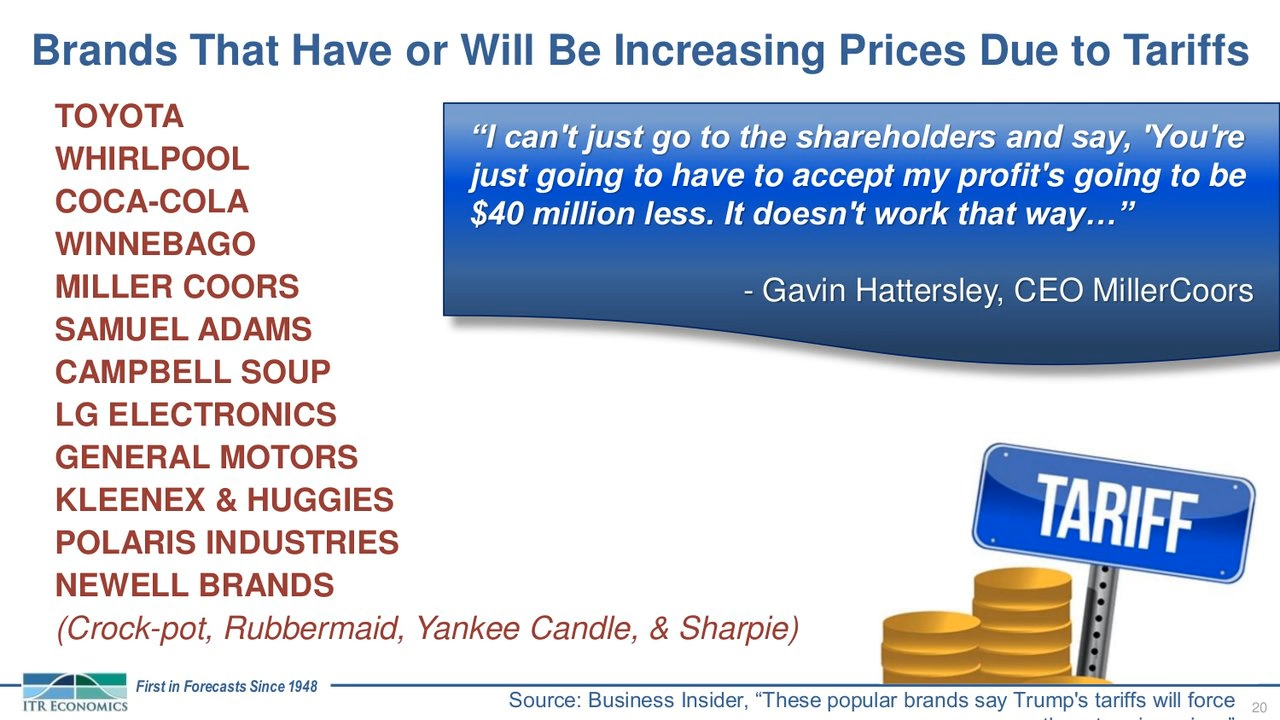 Brands That Have or Will Be Increasing Prices Due to Tariffs
TOYOTA
WHIRLPOOL
COCA-COLA
WINNEBAGO
MILLER COORS
SAMUEL ADAMS
CAMPBELL SOUP
LG ELECTRONICS
GENERAL MOTORS
KLEENEX & HUGGIES
POLARIS INDUSTRIES
NEWELL BRANDS
(Crock-pot, Rubbermaid, Yankee Candle, & Sharpie)
“I can't just go to the shareholders and say, 'You're
just going to have to accept my profit's going to be
$40 million less. It doesn't work that way…”
- Gavin Hattersley, CEO MillerCoors
TARIFF
ITR ECONOMICS
First in Forecasts Since 1948
Source: Business Insider, “These popular brands say Trump's tariffs will force
20